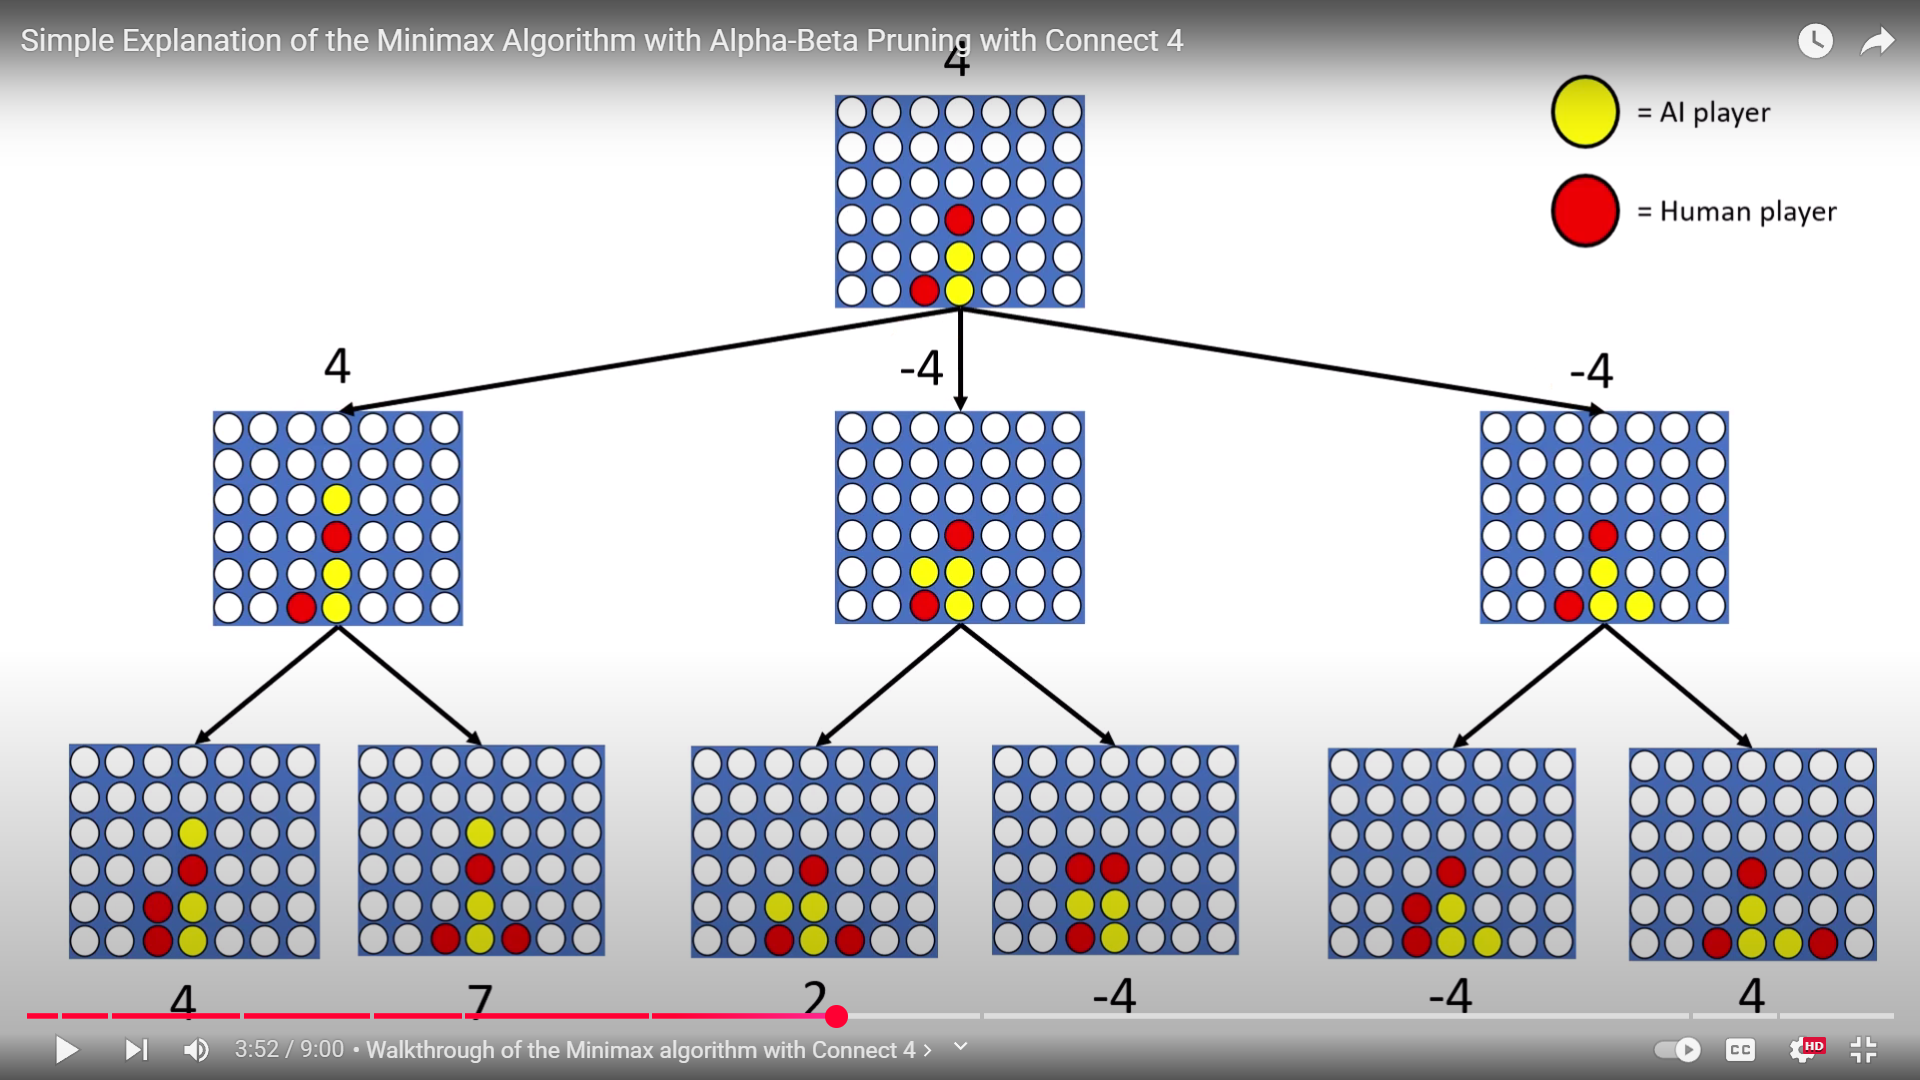 Simple Explanation of the Minimax Algorithm with Alpha-Beta Pruning with Connect 4
4
= AI player
= Human player
4
-4
-4
4
7
2
-4
-4
4
3:52 / 9:00 • Walkthrough of the Minimax algorithm with Connect 4 ›
CC
HD